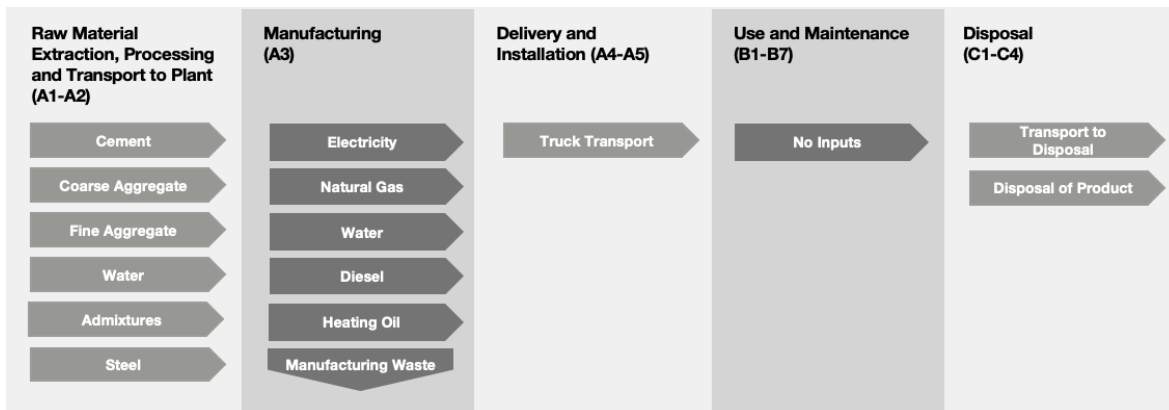 Raw Material
Extraction, Processing
and Transport to Plant
(A1-A2)
Cement
Coarse Aggregate
Fine Aggregate
Water
Admixtures
Steel
Manufacturing
(A3)
Electricity
Natural Gas
Water
Diesel
Heating Oil
Manufacturing Waste
Delivery and
Installation (A4-A5)
Truck Transport
Use and Maintenance
(B1-B7)
No Inputs
Disposal
(C1-C4)
Transport to
Disposal
Disposal of Product